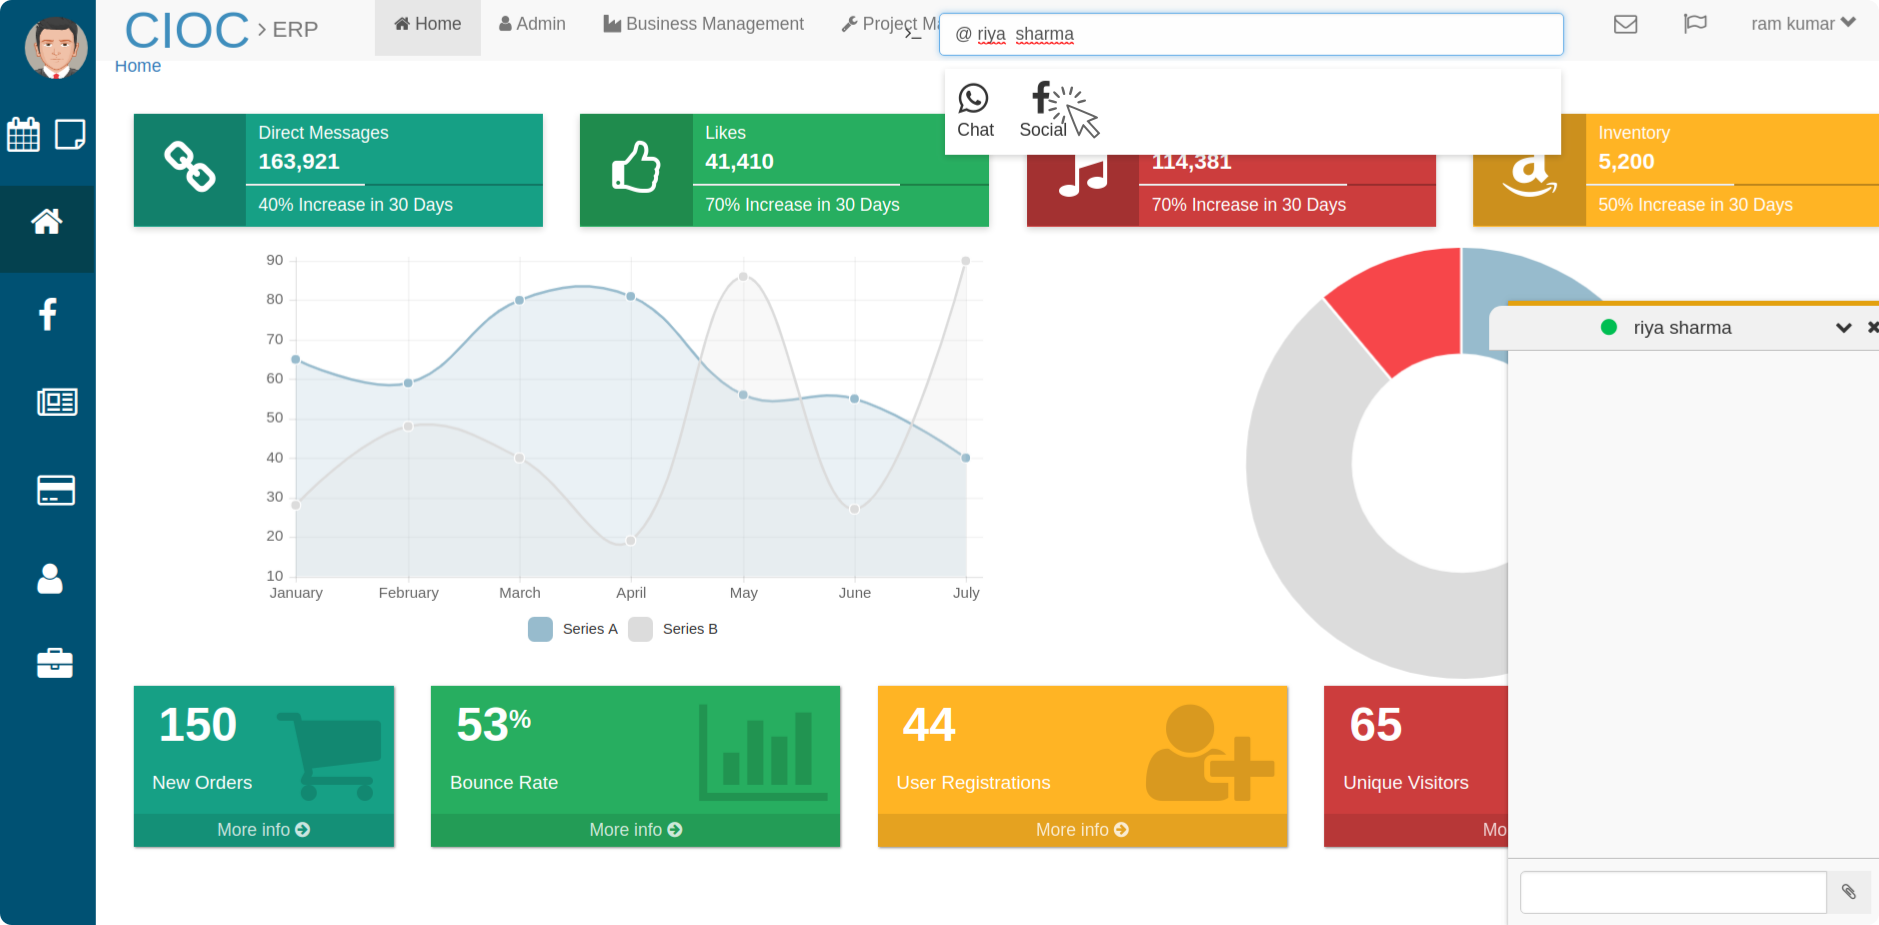 CIOC > ERP
Home
Admin
Business Management
Project
@ riya sharma
ram kumar
Home
Chat
Social
Direct Messages
163,921
40% Increase in 30 Days
Likes
41,410
70% Increase in 30 Days
114,381
70% Increase in 30 Days
Inventory
5,200
50% Increase in 30 Days
90
80
70
60
50
40
30
20
10
January
February
March
April
May
June
July
Series A
Series B
riya sharma
150
New Orders
More info
53%
Bounce Rate
More info
44
User Registrations
More info
65
Unique Visitors
Mo